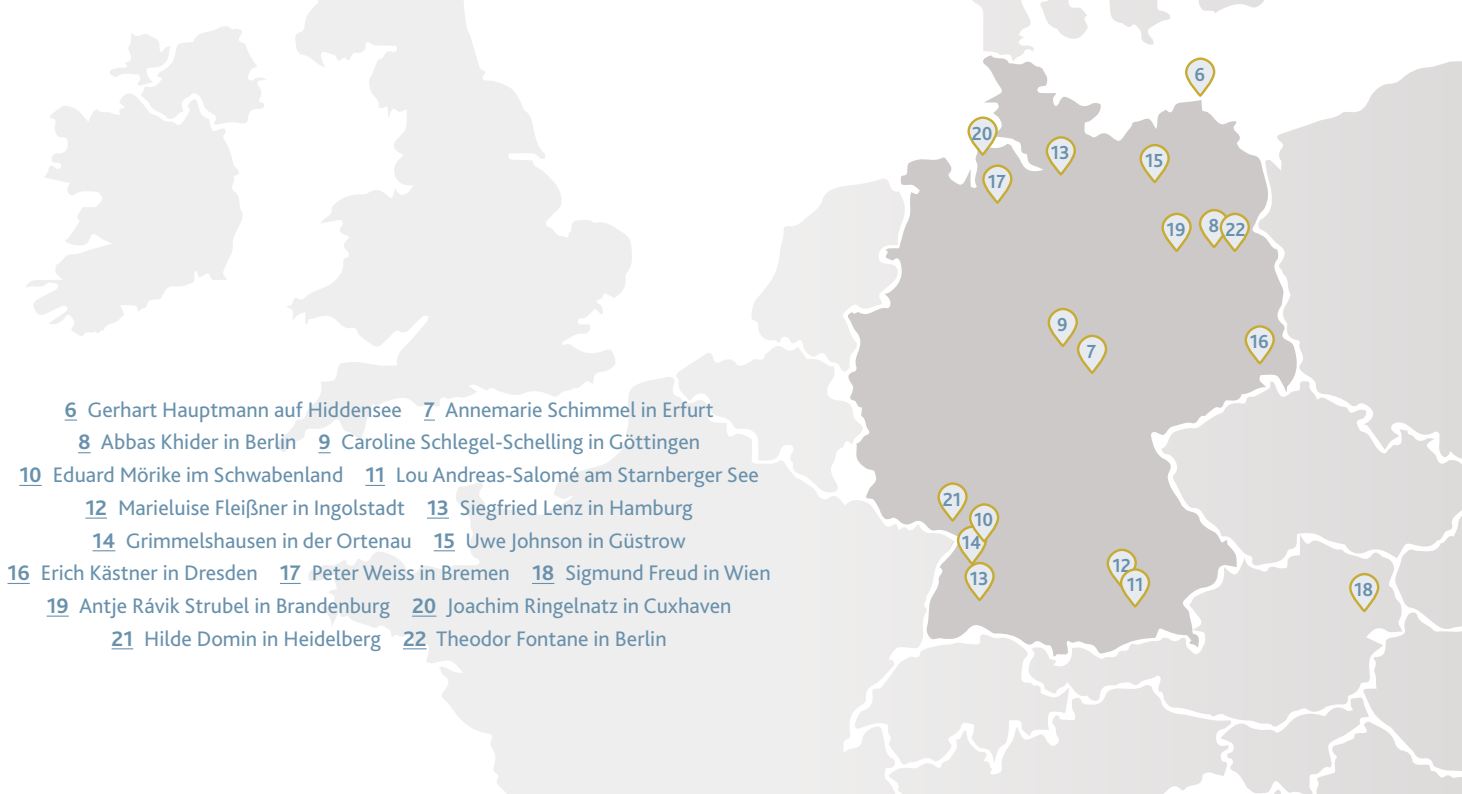 6
20
13
15
17
19
8
22
9
7
16
6 Gerhart Hauptmann auf Hiddensee 7 Annemarie Schimmel in Erfurt
8 Abbas Khider in Berlin 9 Caroline Schlegel-Schelling in Göttingen
10 Eduard Mörike im Schwabenland 11 Lou Andreas-Salomé am Starnberger See
12 Marieluise Fleißner in Ingolstadt 13 Siegfried Lenz in Hamburg
14 Grimmelshausen in der Ortenau 15 Uwe Johnson in Güstrow
16 Erich Kästner in Dresden 17 Peter Weiss in Bremen 18 Sigmund Freud in Wien
19 Antje Rávik Strubel in Brandenburg 20 Joachim Ringelnatz in Cuxhaven
21 Hilde Domin in Heidelberg 22 Theodor Fontane in Berlin
21
10
14
13
12
11
18